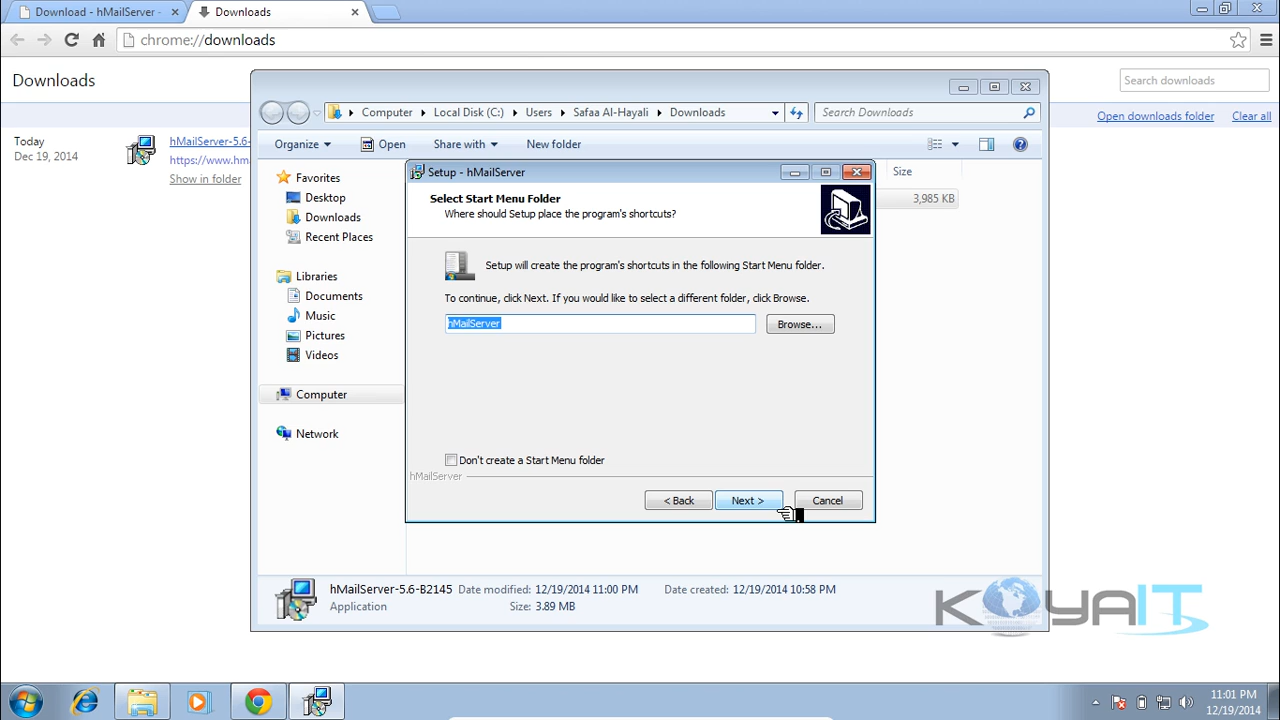 Download - hMailServer -
Downloads
chrome://downloads
Downloads
Search downloads
Open downloads folder
Clear all
Today
Dec 19, 2014
hMailServer-5.6-
https://www.hm
Show in folder
Computer
Local Disk (C:)
Users
Safaa Al-Hayali
Downloads
Search Downloads
Organize
Open
Share with
New folder
Size
3,985 KB
Favorites
Desktop
Downloads
Recent Places
Libraries
Documents
Music
Pictures
Videos
Computer
Network
Setup - hMailServer
Select Start Menu Folder
Where should Setup place the program's shortcuts?
Setup will create the program's shortcuts in the following Start Menu folder.
To continue, click Next. If you would like to select a different folder, click Browse.
hMailServer
Browse...
Don't create a Start Menu folder
hMailServer
< Back
Next >
Cancel
hMailServer-5.6-B2145
Date modified: 12/19/2014 11:00 PM
Date created: 12/19/2014 10:58 PM
Application
Size: 3.89 MB
KOYAIT
11:01 PM
12/19/2014